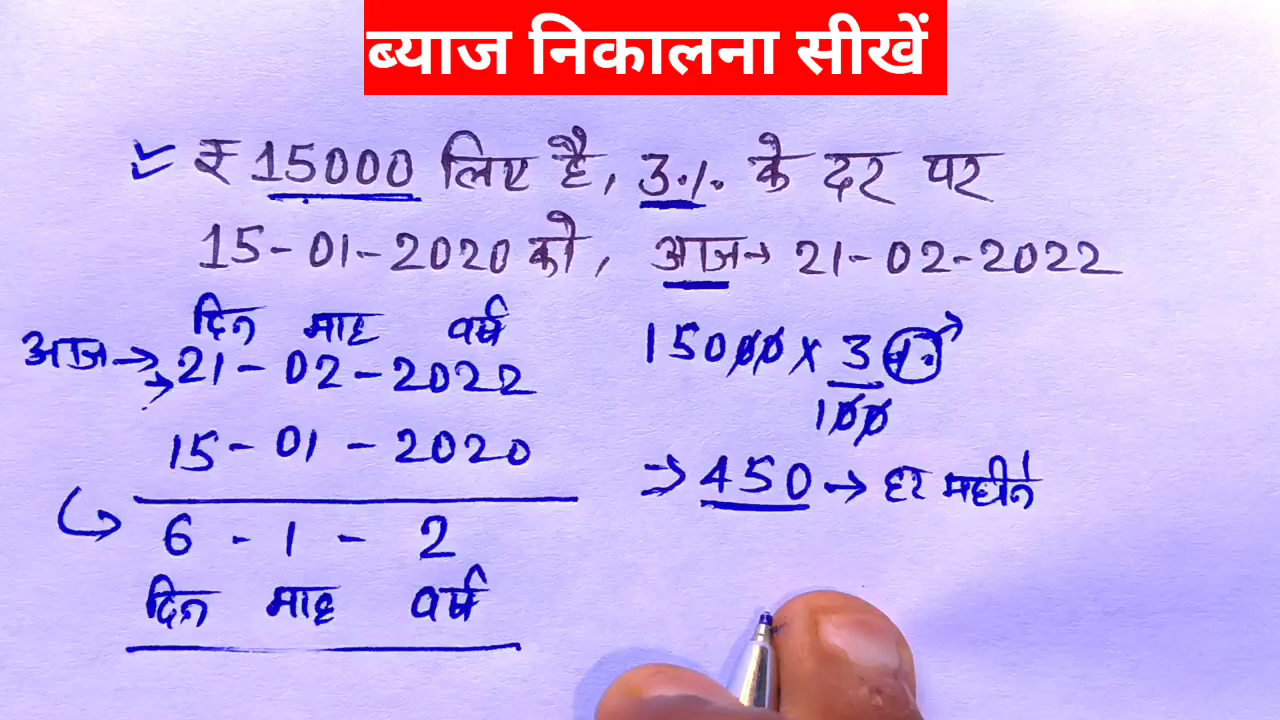 ब्याज निकालना सीखें
₹ 15000 लिए है, 3% के दर पर
15-01-2020 को, आज→ 21-02-2022
दिन माह वर्ष
आज→ 21-02-2022
15-01-2020
6-1-2
दिन माह वर्ष
15000 x 3%
100
→ 450 → हर महीने